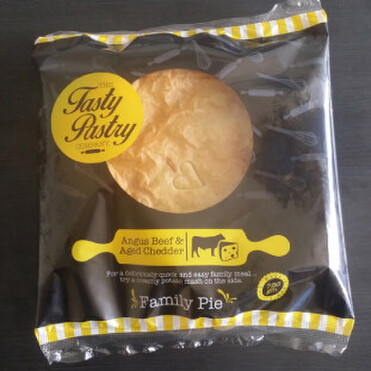 THE
Tasty
Pastry
COMPANY
Angus Beef &
Aged Cheddar
For a deliciously quick and easy family meal ...
try a creamy potato mash on the side.
Family Pie